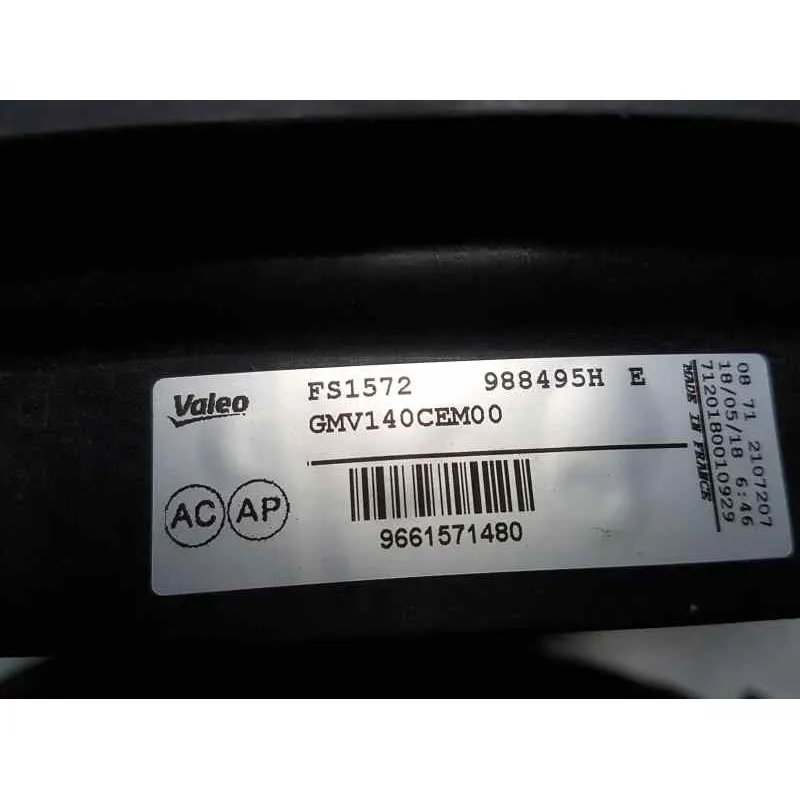 Valeo
FS1572 988495H E
GMV140CEM00
AC AP
9661571480
MADE IN FRANCE
7120180010929
18/05/18 6:46
08 71 2107207